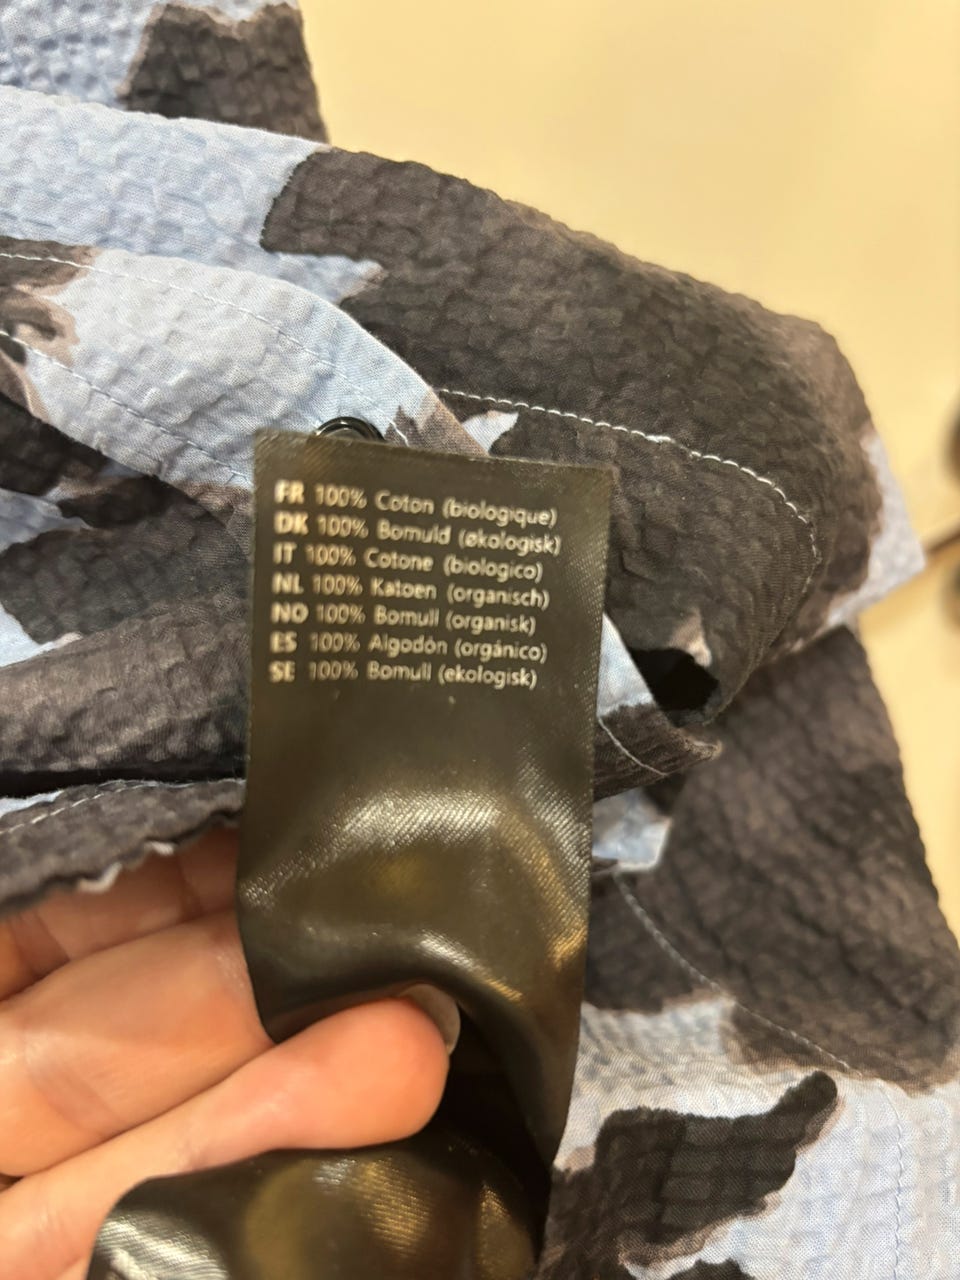 FR 100% Coton (biologique)
DK 100% Bomuld (økologisk)
IT 100% Cotone (biologico)
NL 100% Katoen (organisch)
NO 100% Bomull (organisk)
ES 100% Algodón (orgánico)
SE 100% Bomull (ekologisk)